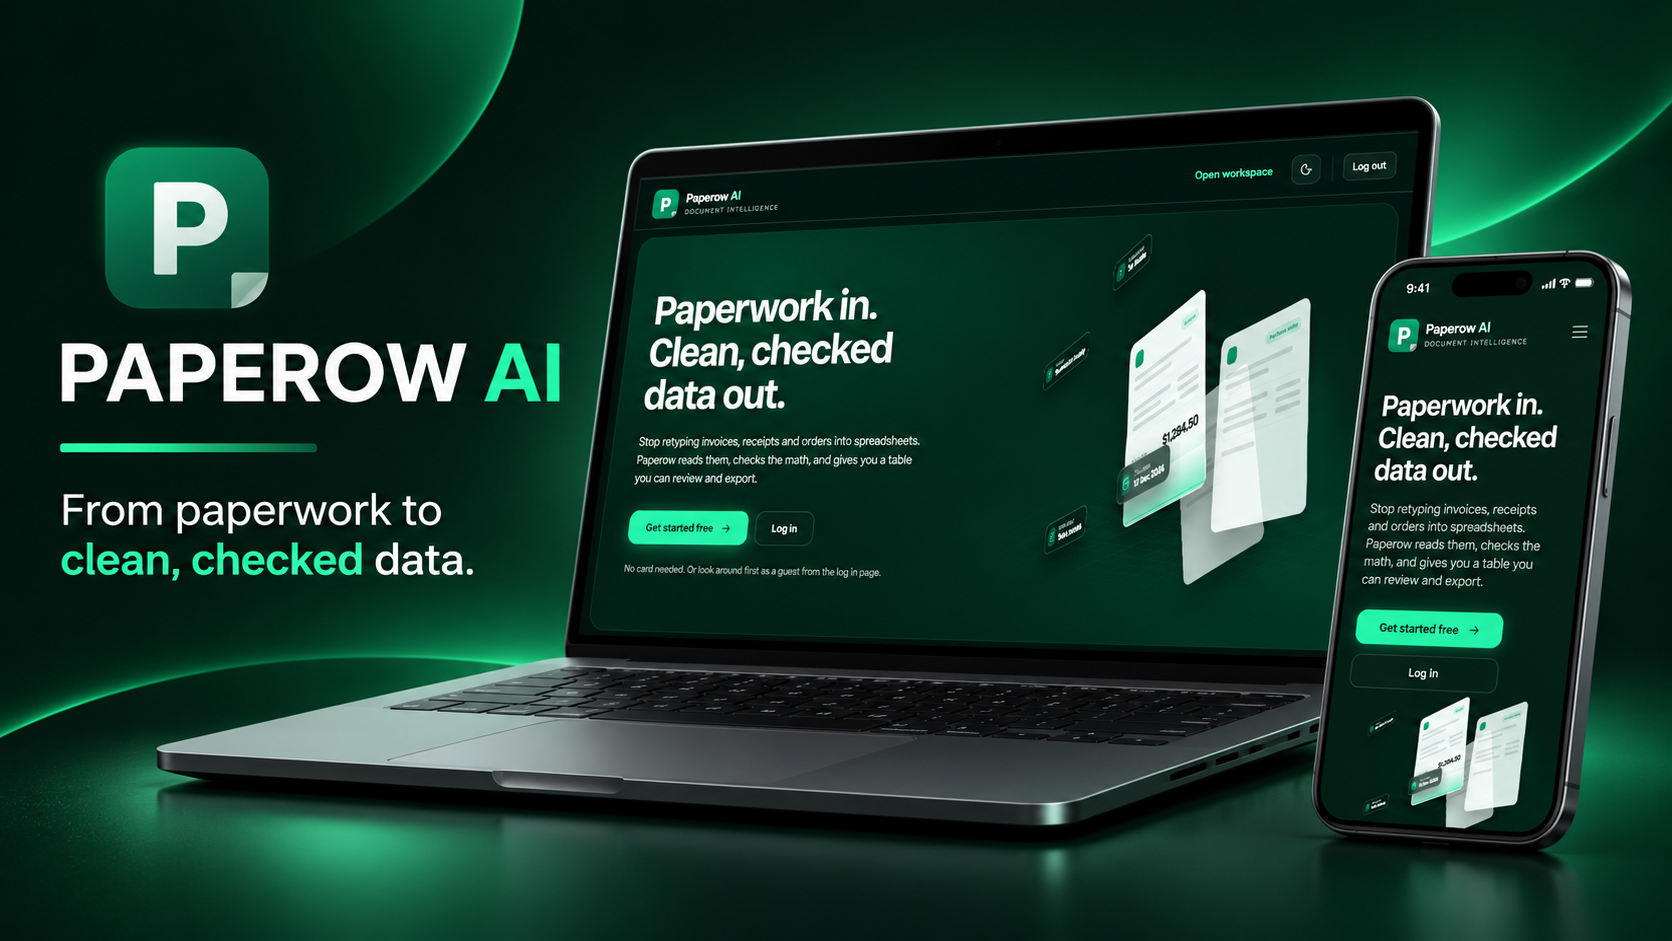 P
PAPEROW AI
From paperwork to
clean, checked data.
P
Paperow AI
DOCUMENT INTELLIGENCE
Open workspace
Log out
Paperwork in.
Clean, checked
data out.
Stop retyping invoices, receipts and orders into spreadsheets.
Paperow reads them, checks the math, and gives you a table
you can review and export.
Get started free →
Log in
No card needed. Or look around first as a guest from the log in page.
$1,284.50
9:41
P
Paperow AI
DOCUMENT INTELLIGENCE
Paperwork in.
Clean, checked
data out.
Stop retyping invoices, receipts
and orders into spreadsheets.
Paperow reads them, checks the
math, and gives you a table you
can review and export.
Get started free →
Log in